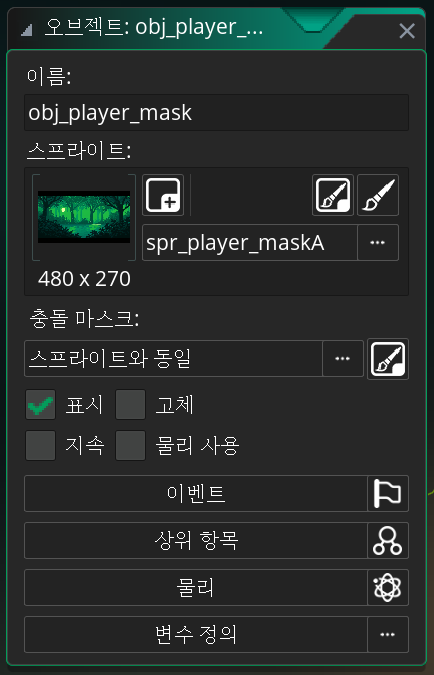 오브젝트: obj_player_...
이름:
obj_player_mask
스프라이트:
spr_player_maskA
...
480 x 270
충돌 마스크:
스프라이트와 동일
...
표시 고체
지속 물리 사용
이벤트
상위 항목
물리
변수 정의
...